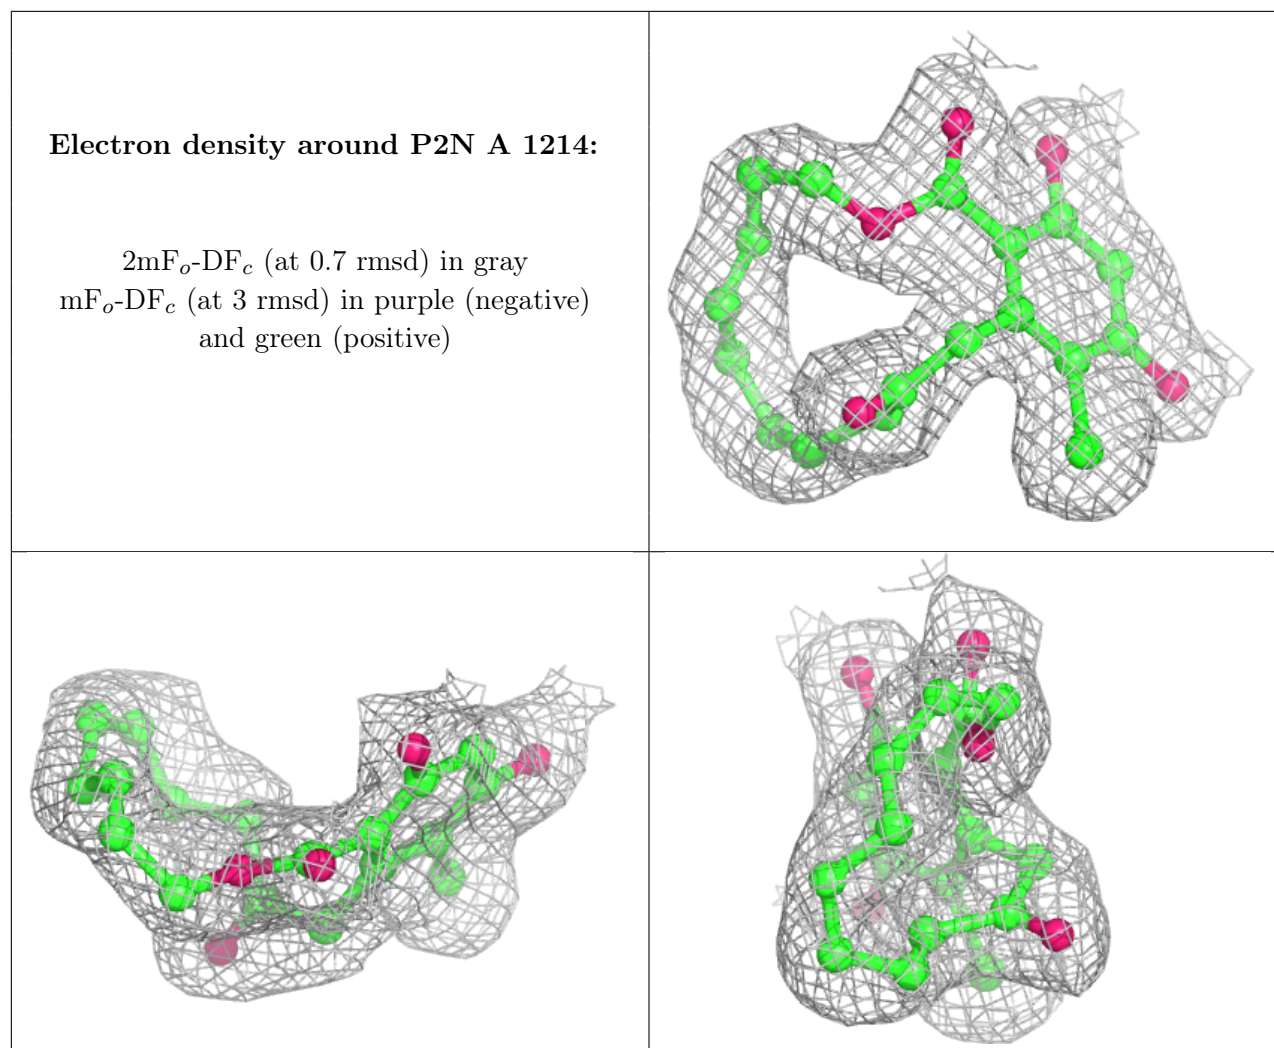 Electron density around P2N A 1214:
2mFo-DFc (at 0.7 rmsd) in gray
mFo-DFc (at 3 rmsd) in purple (negative)
and green (positive)